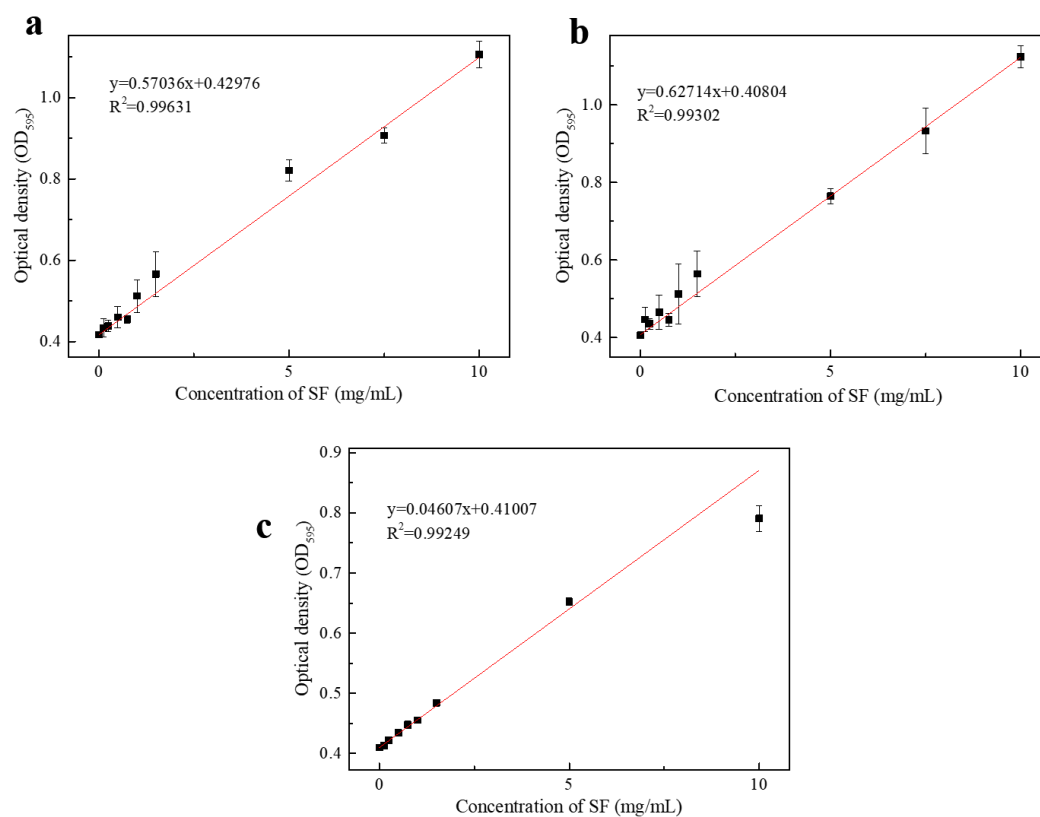 a
y=0.57036x+0.42976
R²=0.99631
Optical density (OD₅₉₅)
1.0
0.8
0.6
0.4
0
5
10
Concentration of SF (mg/mL)
b
y=0.62714x+0.40804
R²=0.99302
Optical density (OD₅₉₅)
1.0
0.8
0.6
0.4
0
5
10
Concentration of SF (mg/mL)
c
y=0.04607x+0.41007
R²=0.99249
Optical density (OD₅₉₅)
0.9
0.8
0.7
0.6
0.5
0.4
0
5
10
Concentration of SF (mg/mL)